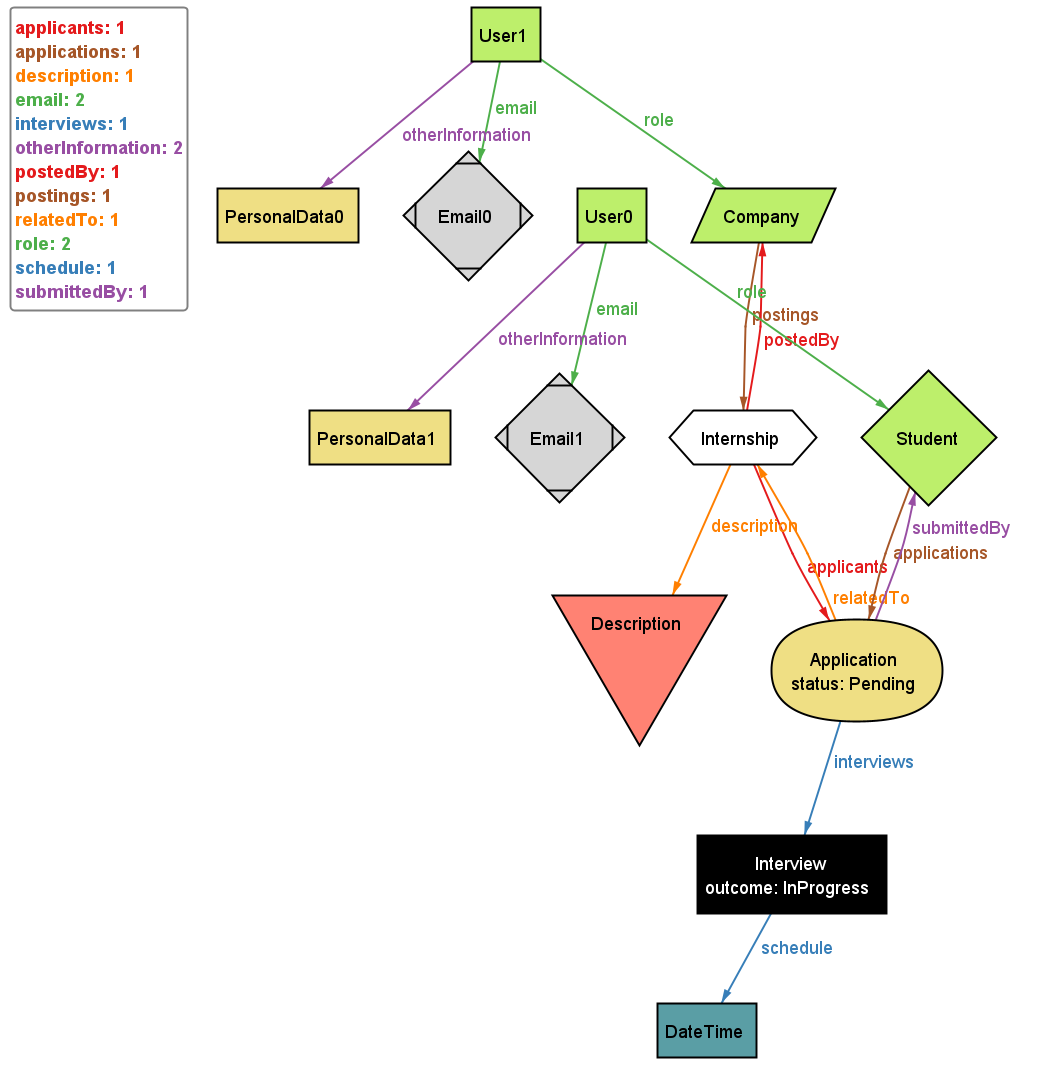 applicants: 1
applications: 1
description: 1
email: 2
interviews: 1
otherInformation: 2
postedBy: 1
postings: 1
relatedTo: 1
role: 2
schedule: 1
submittedBy: 1
User1
email
role
otherInformation
PersonalData0
Email0
User0
Company
role
email
postings
otherInformation
postedBy
PersonalData1
Email1
Internship
Student
description
submittedBy
applications
applicants
relatedTo
Description
Application
status: Pending
interviews
Interview
outcome: InProgress
schedule
DateTime